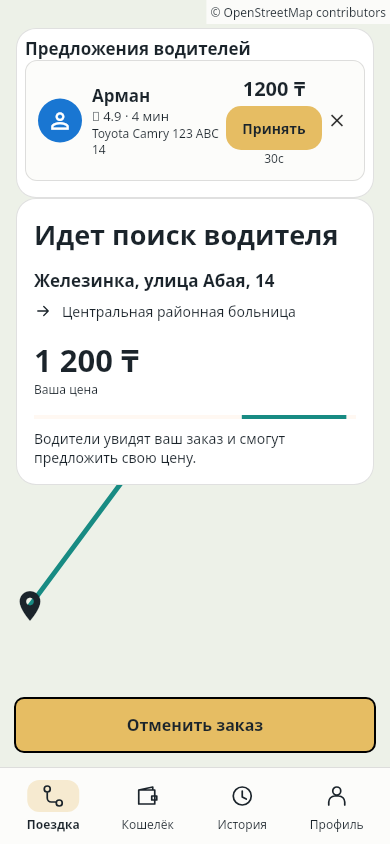 © OpenStreetMap contributors
Предложения водителей
Арман
4.9 · 4 мин
Toyota Camry 123 ABC
14
1200 ₸
Принять
30с
Идет поиск водителя
Железинка, улица Абая, 14
→ Центральная районная больница
1 200 ₸
Ваша цена
Водители увидят ваш заказ и смогут
предложить свою цену.
Отменить заказ
Поездка
Кошелёк
История
Профиль